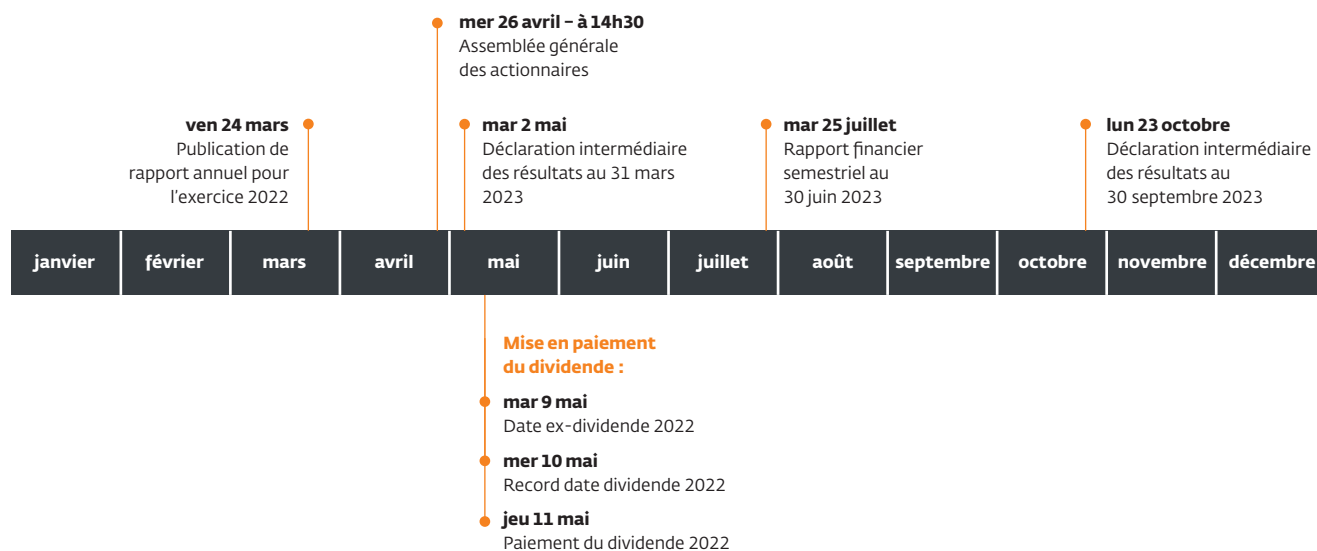 mer 26 avril – à 14h30
Assemblée générale
des actionnaires
ven 24 mars
Publication de
rapport annuel pour
l'exercice 2022
mar 2 mai
Déclaration intermédiaire
des résultats au 31 mars
2023
mar 25 juillet
Rapport financier
semestriel au
30 juin 2023
lun 23 octobre
Déclaration intermédiaire
des résultats au
30 septembre 2023
janvier février mars avril mai juin juillet août septembre octobre novembre décembre
Mise en paiement
du dividende :
mar 9 mai
Date ex-dividende 2022
mer 10 mai
Record date dividende 2022
jeu 11 mai
Paiement du dividende 2022